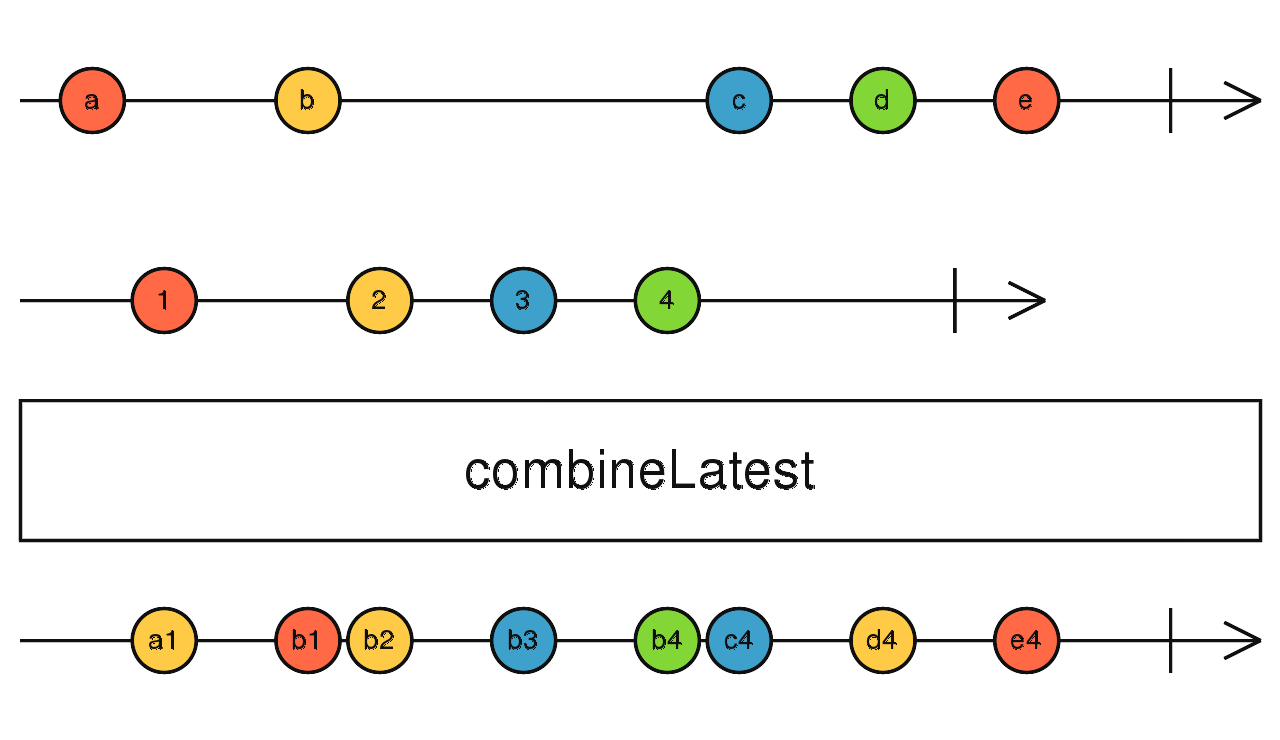 a b c d e
1 2 3 4
combineLatest
a1 b1 b2 b3 b4 c4 d4 e4